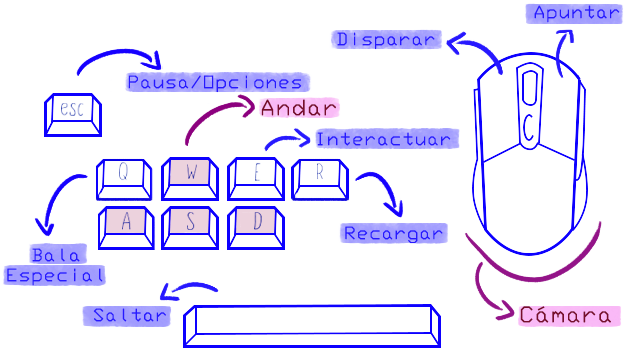 Apuntar
Disparar
Pausa/Opciones
esc
Andar
Interactuar
Q W E R
A S D
Recargar
Bala
Especial
Saltar
Cámara